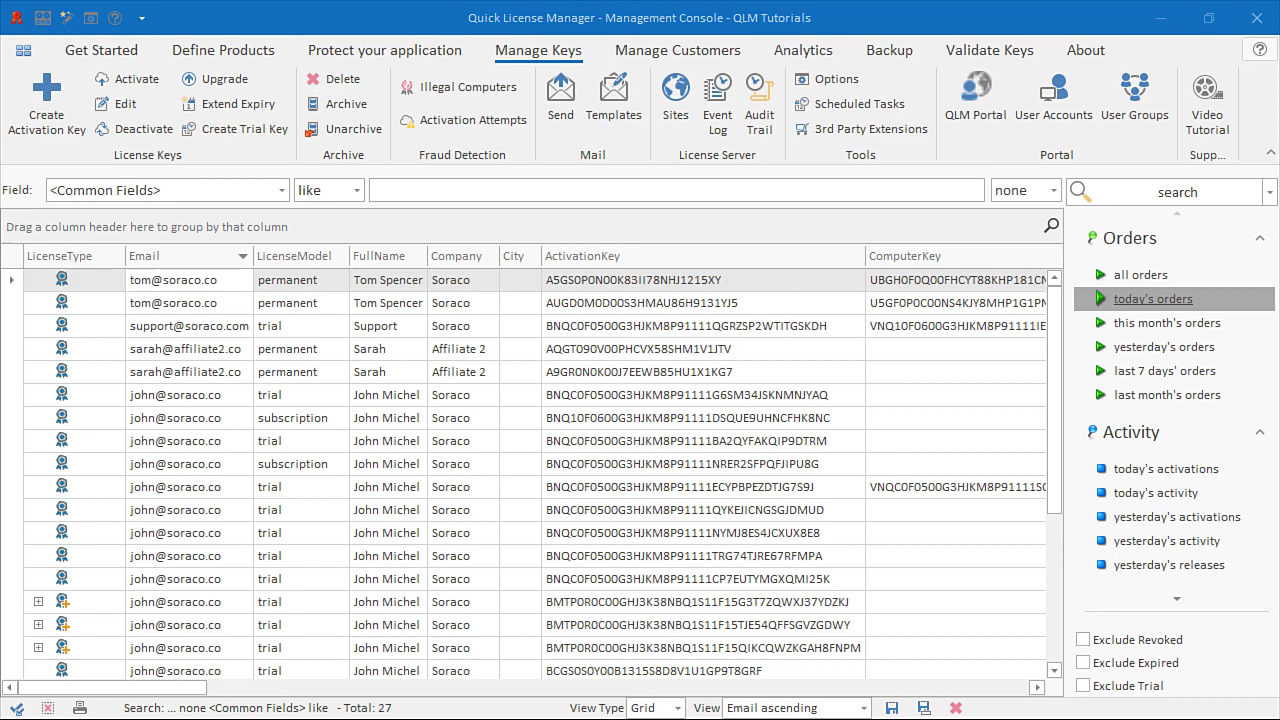 Quick License Manager - Management Console - QLM Tutorials
Get Started Define Products Protect your application Manage Keys Manage Customers Analytics Backup Validate Keys About
Create Activation Key
Activate Upgrade
Edit Extend Expiry
Deactivate Create Trial Key
License Keys
Delete
Archive
Unarchive
Archive
Illegal Computers
Activation Attempts
Fraud Detection
Send Templates
Mail
Sites Event Log Audit Trail
License Server
Options
Scheduled Tasks
3rd Party Extensions
Tools
QLM Portal User Accounts User Groups
Portal
Video Tutorial
Supp...
Field: <Common Fields> like none search
Drag a column header here to group by that column
LicenseType Email LicenseModel FullName Company City ActivationKey ComputerKey
tom@soraco.co permanent Tom Spencer Soraco A5GS0P0N00K83II78NHJ1215XY UBGH0F0Q00FHCYT88KHP181CN
tom@soraco.co permanent Tom Spencer Soraco AUGD0M0D00S3HMAU86H9131YJ5 U5GF0P0C00NS4KJY8MHP1G1PN
support@soraco.com trial Support Soraco BNQC0F0500G3HJKM8P91111QGRZSP2WTITGSKDH VNQ10F0600G3HJKM8P91111IE
sarah@affiliate2.co permanent Sarah Affiliate 2 AQGT090V00PHCVX58SHM1V1JTV
sarah@affiliate2.co permanent Sarah Affiliate 2 A9GR0N0K00J7EEWB85HU1X1KG7
john@soraco.co trial John Michel Soraco BNQC0F0500G3HJKM8P91111G6SM34JSKNMNJYAQ
john@soraco.co subscription John Michel Soraco BNQ10F0600G3HJKM8P91111DSQUE9UHNCFHK8NC
john@soraco.co trial John Michel Soraco BNQC0F0500G3HJKM8P91111BA2QYFAKQIP9DTRM
john@soraco.co subscription John Michel Soraco BNQC0F0500G3HJKM8P91111NRER2SFPQFJIPU8G
john@soraco.co trial John Michel Soraco BNQC0F0500G3HJKM8P91111ECYPBPEZDTJG7S9J VNQC0F0500G3HJKM8P91111SC
john@soraco.co trial John Michel Soraco BNQC0F0500G3HJKM8P91111QYKEJICNGSGJDMUD
john@soraco.co trial John Michel Soraco BNQC0F0500G3HJKM8P91111NYMJ8ES4JCXUX8E8
john@soraco.co trial John Michel Soraco BNQC0F0500G3HJKM8P91111TRG74TJRE67RFMPA
john@soraco.co trial John Michel Soraco BNQC0F0500G3HJKM8P91111CP7EUTYMGXQMI25K
john@soraco.co trial John Michel Soraco BMTP0R0C00GHJ3K38NBQ1S11F15G3T7ZQWXJ37YDZKJ
john@soraco.co trial John Michel Soraco BMTP0R0C00GHJ3K38NBQ1S11F15TJE54QFFSGVZGDWY
john@soraco.co trial John Michel Soraco BMTP0R0C00GHJ3K38NBQ1S11F15QIKCQWZKGAH8FNPM
john@soraco.co trial John Michel Soraco BCGS0S0Y00B1315S8D8V1U1GP9T8GRF
Orders
all orders
today's orders
this month's orders
yesterday's orders
last 7 days' orders
last month's orders
Activity
today's activations
today's activity
yesterday's activations
yesterday's activity
yesterday's releases
Exclude Revoked
Exclude Expired
Exclude Trial
Search: ... none <Common Fields> like - Total: 27 View Type Grid View Email ascending